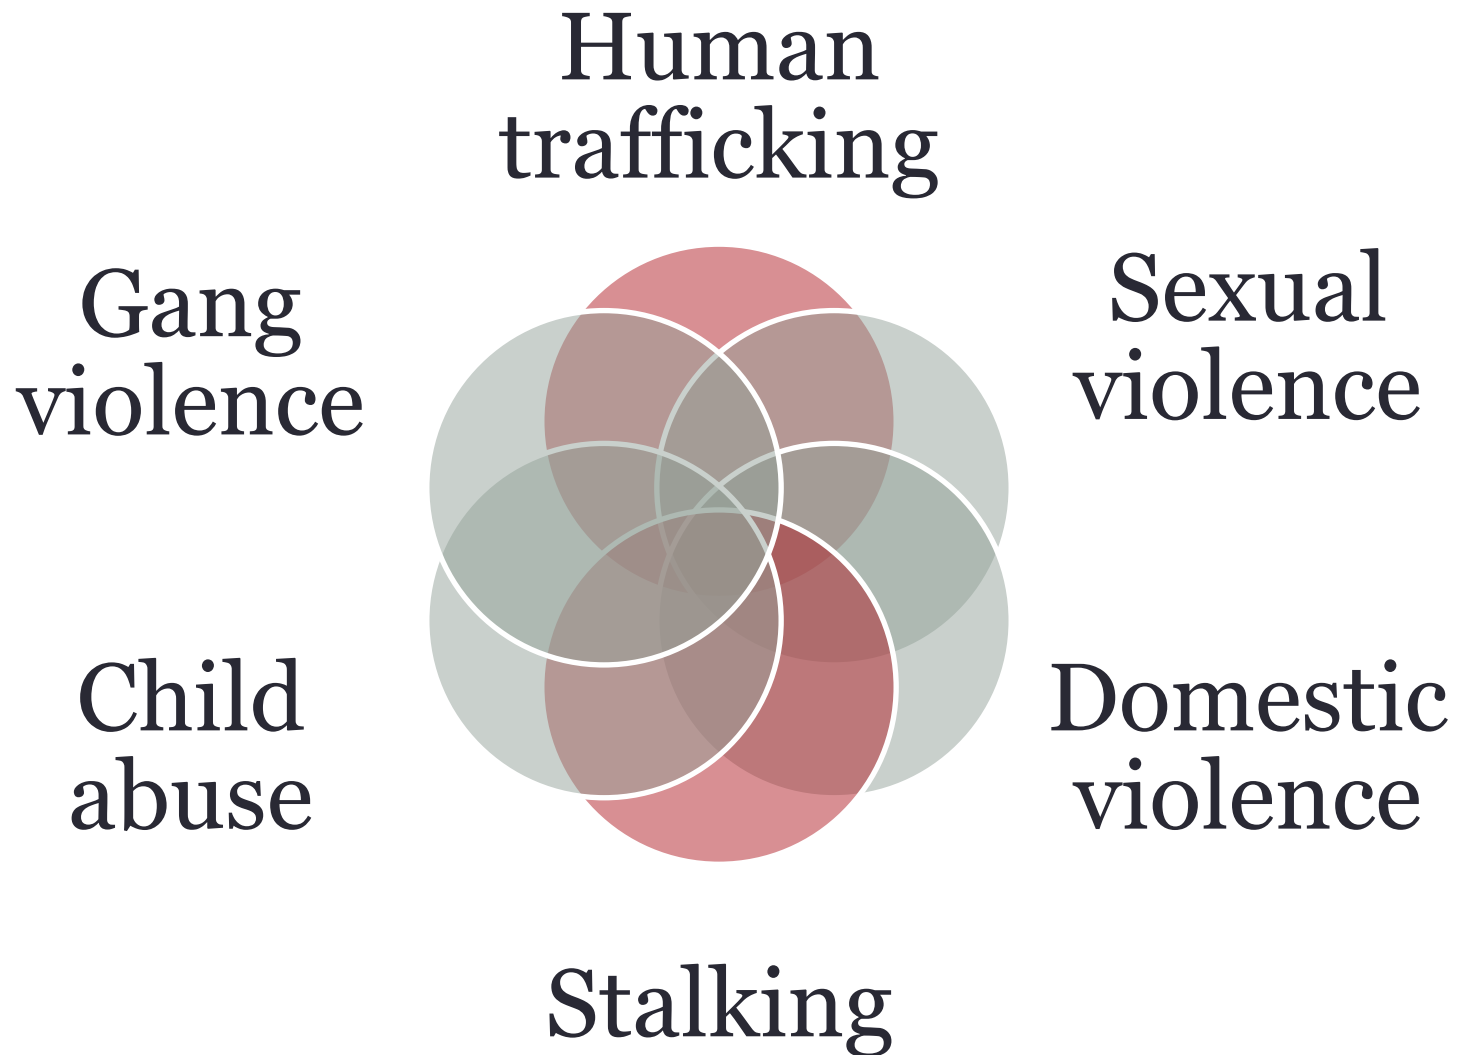 Human
trafficking
Gang
violence
Sexual
violence
Child
abuse
Domestic
violence
Stalking